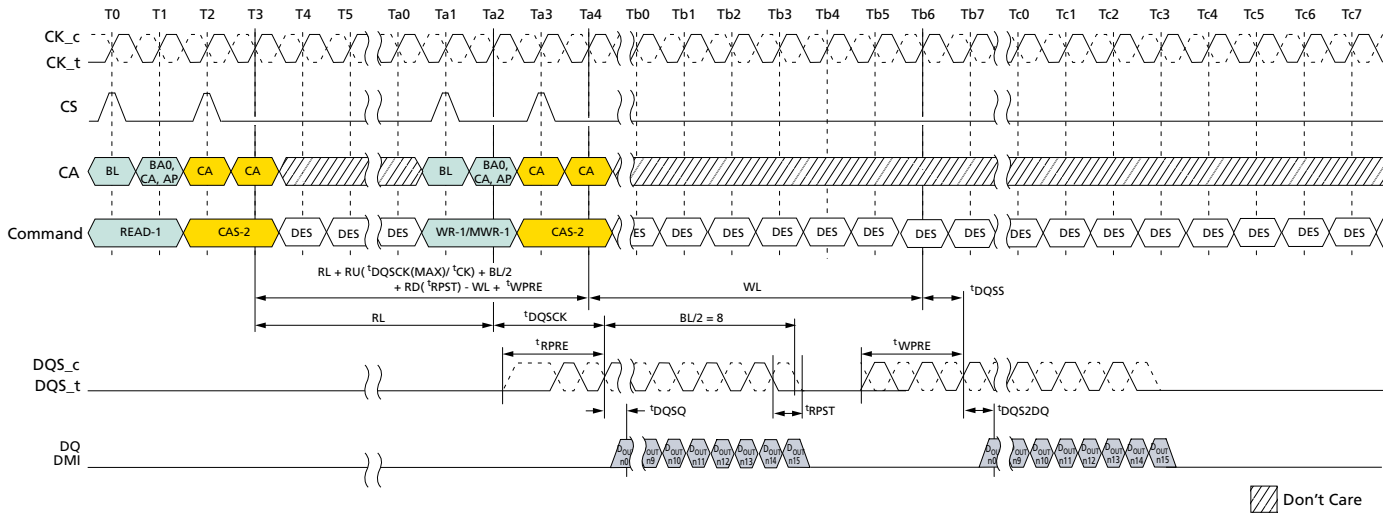 T0 T1 T2 T3 T4 T5 Ta0 Ta1 Ta2 Ta3 Ta4 Tb0 Tb1 Tb2 Tb3 Tb4 Tb5 Tb6 Tb7 Tc0 Tc1 Tc2 Tc3 Tc4 Tc5 Tc6 Tc7
CK_c
CK_t
CS
CA BL BA0, CA, AP CA CA BL BA0, CA, AP CA CA
Command READ-1 CAS-2 DES DES DES WR-1/MWR-1 CAS-2 ES DES DES DES DES DES DES DES DES DES DES DES DES DES DES DES
RL + RU( tDQSCK(MAX)/ tCK) + BL/2
+ RD( tRPST) - WL + tWPRE
WL
tDQSS
RL
tDQSCK
BL/2 = 8
tRPRE
tWPRE
DQS_c
DQS_t
tDQSQ
tRPST
tDQS2DQ
DQ
DMI
DOUT n0 OUT n9 DOUT n10 DOUT n11 DOUT n12 DOUT n13 DOUT n14 DOUT n15 DOUT n0 OUT n9 DOUT n10 DOUT n11 DOUT n12 DOUT n13 DOUT n14 DOUT n15
Don't Care